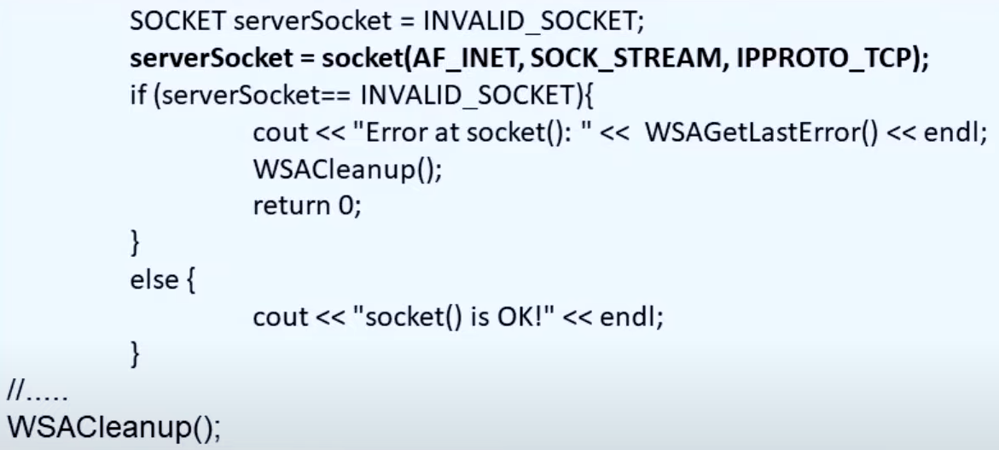 SOCKET serverSocket = INVALID_SOCKET;
serverSocket = socket(AF_INET, SOCK_STREAM, IPPROTO_TCP);
if (serverSocket== INVALID_SOCKET){
cout << "Error at socket(): " << WSAGetLastError() << endl;
WSACleanup();
return 0;
}
else {
cout << "socket() is OK!" << endl;
}
//.....
WSACleanup();